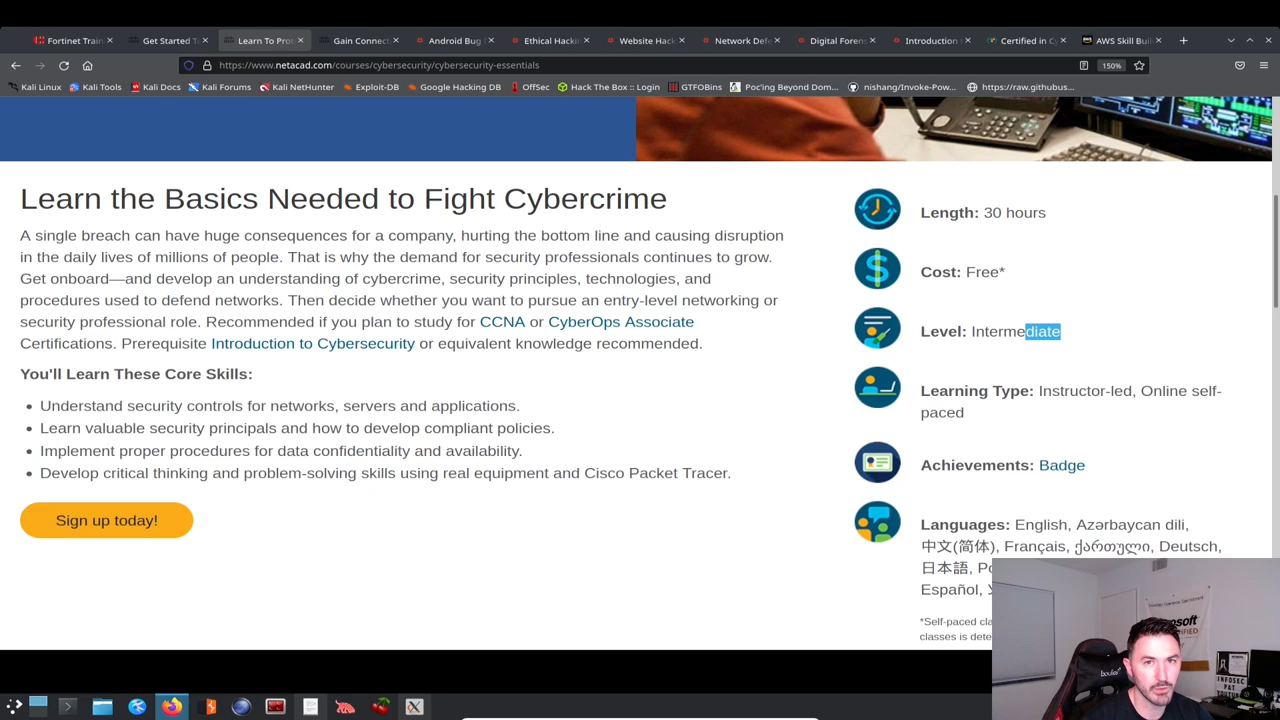 Fortinet Train
Get Started T
Learn To Prot
Gain Connect
Android Bug
Ethical Hackin
Website Hack
Network Defe
Digital Forens
Introduction
Certified in Cy
AWS Skill Buil
https://www.netacad.com/courses/cybersecurity/cybersecurity-essentials
150%
Kali Linux
Kali Tools
Kali Docs
Kali Forums
Kali NetHunter
Exploit-DB
Google Hacking DB
OffSec
Hack The Box :: Login
GTFOBins
Poc'ing Beyond Dom...
nishang/Invoke-Pow...
https://raw.githubus...
Learn the Basics Needed to Fight Cybercrime
A single breach can have huge consequences for a company, hurting the bottom line and causing disruption
in the daily lives of millions of people. That is why the demand for security professionals continues to grow.
Get onboard—and develop an understanding of cybercrime, security principles, technologies, and
procedures used to defend networks. Then decide whether you want to pursue an entry-level networking or
security professional role. Recommended if you plan to study for CCNA or CyberOps Associate
Certifications. Prerequisite Introduction to Cybersecurity or equivalent knowledge recommended.
You'll Learn These Core Skills:
Understand security controls for networks, servers and applications.
Learn valuable security principals and how to develop compliant policies.
Implement proper procedures for data confidentiality and availability.
Develop critical thinking and problem-solving skills using real equipment and Cisco Packet Tracer.
Sign up today!
Length: 30 hours
Cost: Free*
Level: Intermediate
Learning Type: Instructor-led, Online self-
paced
Achievements: Badge
Languages: English, Azərbaycan dili,
中文(简体), Français, ქართული, Deutsch,
日本語,
Español,
*Self-paced
classes is
INFOSEC
PAT